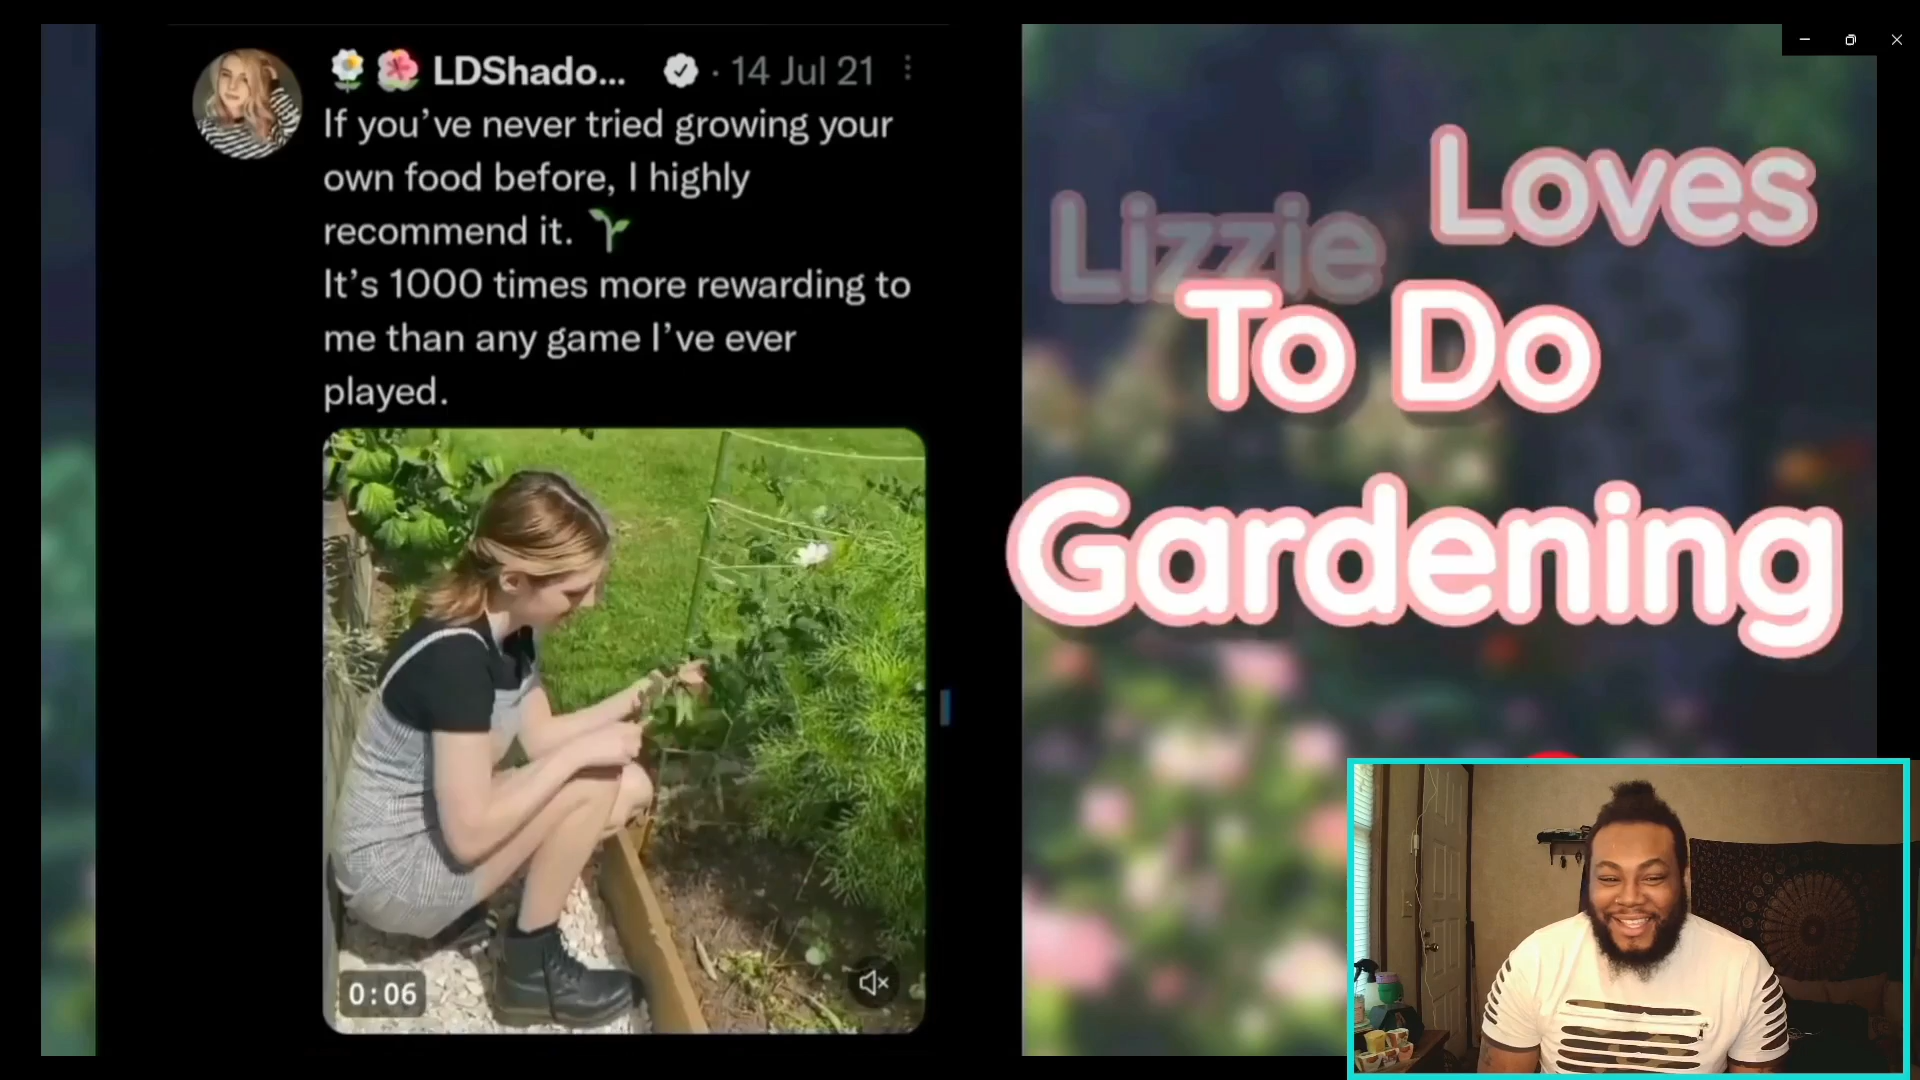 LDShado... · 14 Jul 21
If you’ve never tried growing your
own food before, I highly
recommend it.
It’s 1000 times more rewarding to
me than any game I’ve ever
played.
0:06
Lizzie Loves
To Do
Gardening